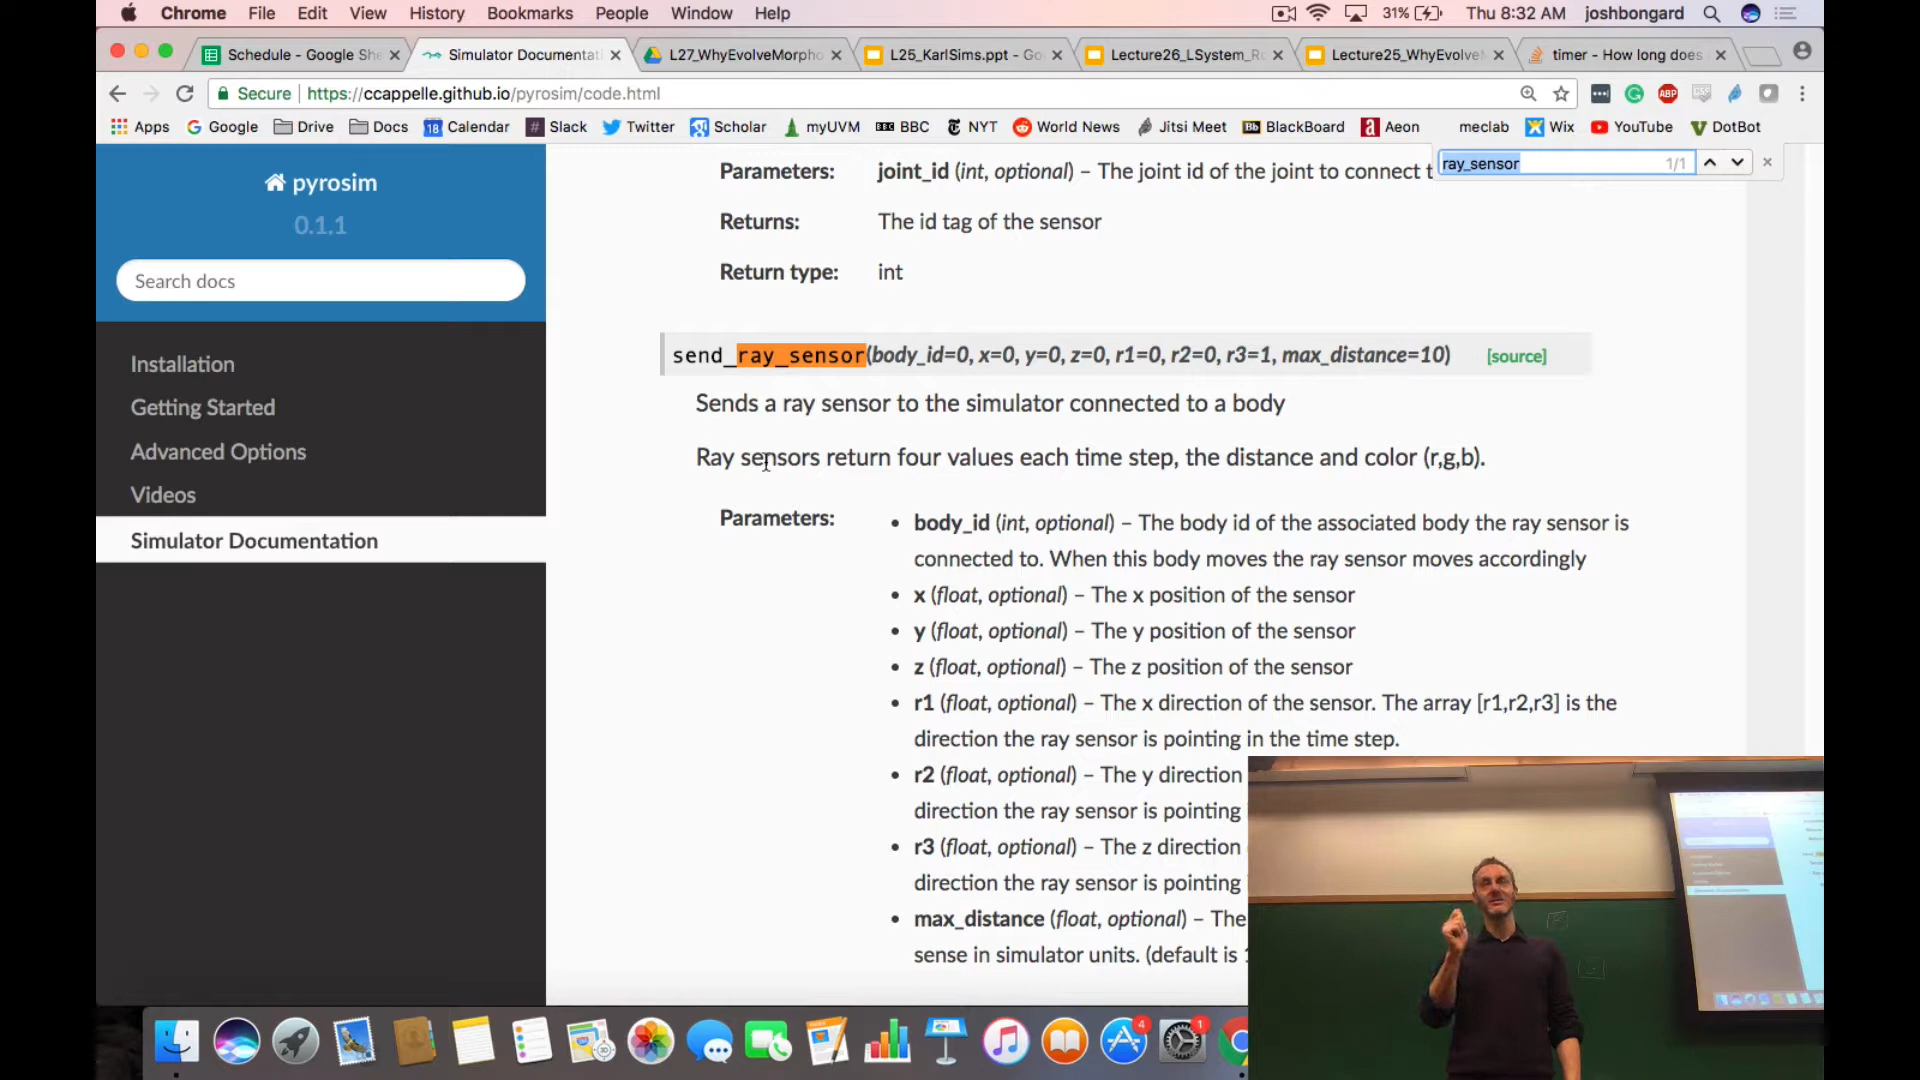 Chrome File Edit View History Bookmarks People Window Help 31% Thu 8:32 AM joshbongard
Schedule - Google She Simulator Documentati L27_WhyEvolveMorpho L25_KarlSims.ppt - Go Lecture26_LSystem_Ro Lecture25_WhyEvolveM timer - How long does
Secure https://ccappelle.github.io/pyrosim/code.html ABP
Apps Google Drive Docs 18 Calendar Slack Twitter Scholar myUVM BBC BBC NYT World News Jitsi Meet Bb BlackBoard Aeon meclab Wix YouTube DotBot
ray_sensor 1/1
pyrosim
0.1.1
Search docs
Installation
Getting Started
Advanced Options
Videos
Simulator Documentation
Parameters: joint_id (int, optional) – The joint id of the joint to connect t
Returns: The id tag of the sensor
Return type: int
send_ray_sensor(body_id=0, x=0, y=0, z=0, r1=0, r2=0, r3=1, max_distance=10) [source]
Sends a ray sensor to the simulator connected to a body
Ray sensors return four values each time step, the distance and color (r,g,b).
Parameters: • body_id (int, optional) – The body id of the associated body the ray sensor is
connected to. When this body moves the ray sensor moves accordingly
• x (float, optional) – The x position of the sensor
• y (float, optional) – The y position of the sensor
• z (float, optional) – The z position of the sensor
• r1 (float, optional) – The x direction of the sensor. The array [r1,r2,r3] is the
direction the ray sensor is pointing in the time step.
• r2 (float, optional) – The y direction
direction the ray sensor is pointing
• r3 (float, optional) – The z direction
direction the ray sensor is pointing
• max_distance (float, optional) – The
sense in simulator units. (default is 1
4 1